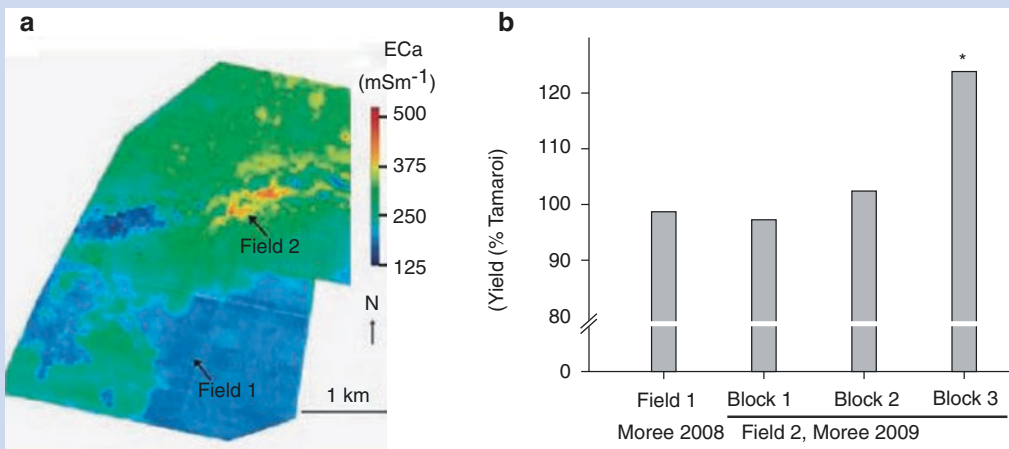 a
ECa
(mSm-1)
500
375
250
125
Field 2
N
Field 1
1 km
b
(Yield (% Tamaroi)
120
110
100
90
80
0
*
Field 1
Block 1
Block 2
Block 3
Moree 2008
Field 2, Moree 2009